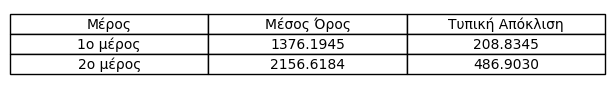 Μέρος Μέσος Όρος Τυπική Απόκλιση
1ο μέρος 1376.1945 208.8345
2ο μέρος 2156.6184 486.9030